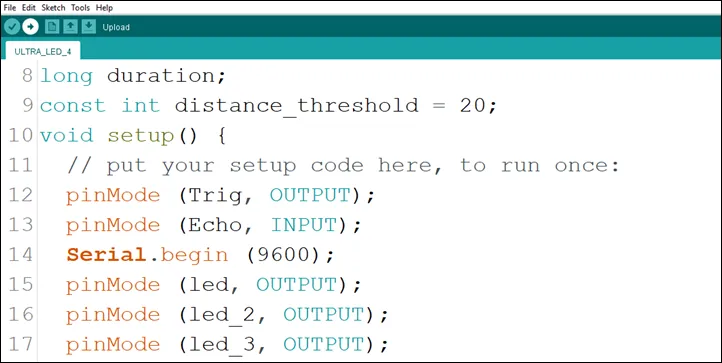 File Edit Sketch Tools Help
Upload
ULTRA_LED_4
8 long duration;
9 const int distance_threshold = 20;
10 void setup() {
11 // put your setup code here, to run once:
12 pinMode (Trig, OUTPUT);
13 pinMode (Echo, INPUT);
14 Serial.begin (9600);
15 pinMode (led, OUTPUT);
16 pinMode (led_2, OUTPUT);
17 pinMode (led_3, OUTPUT);